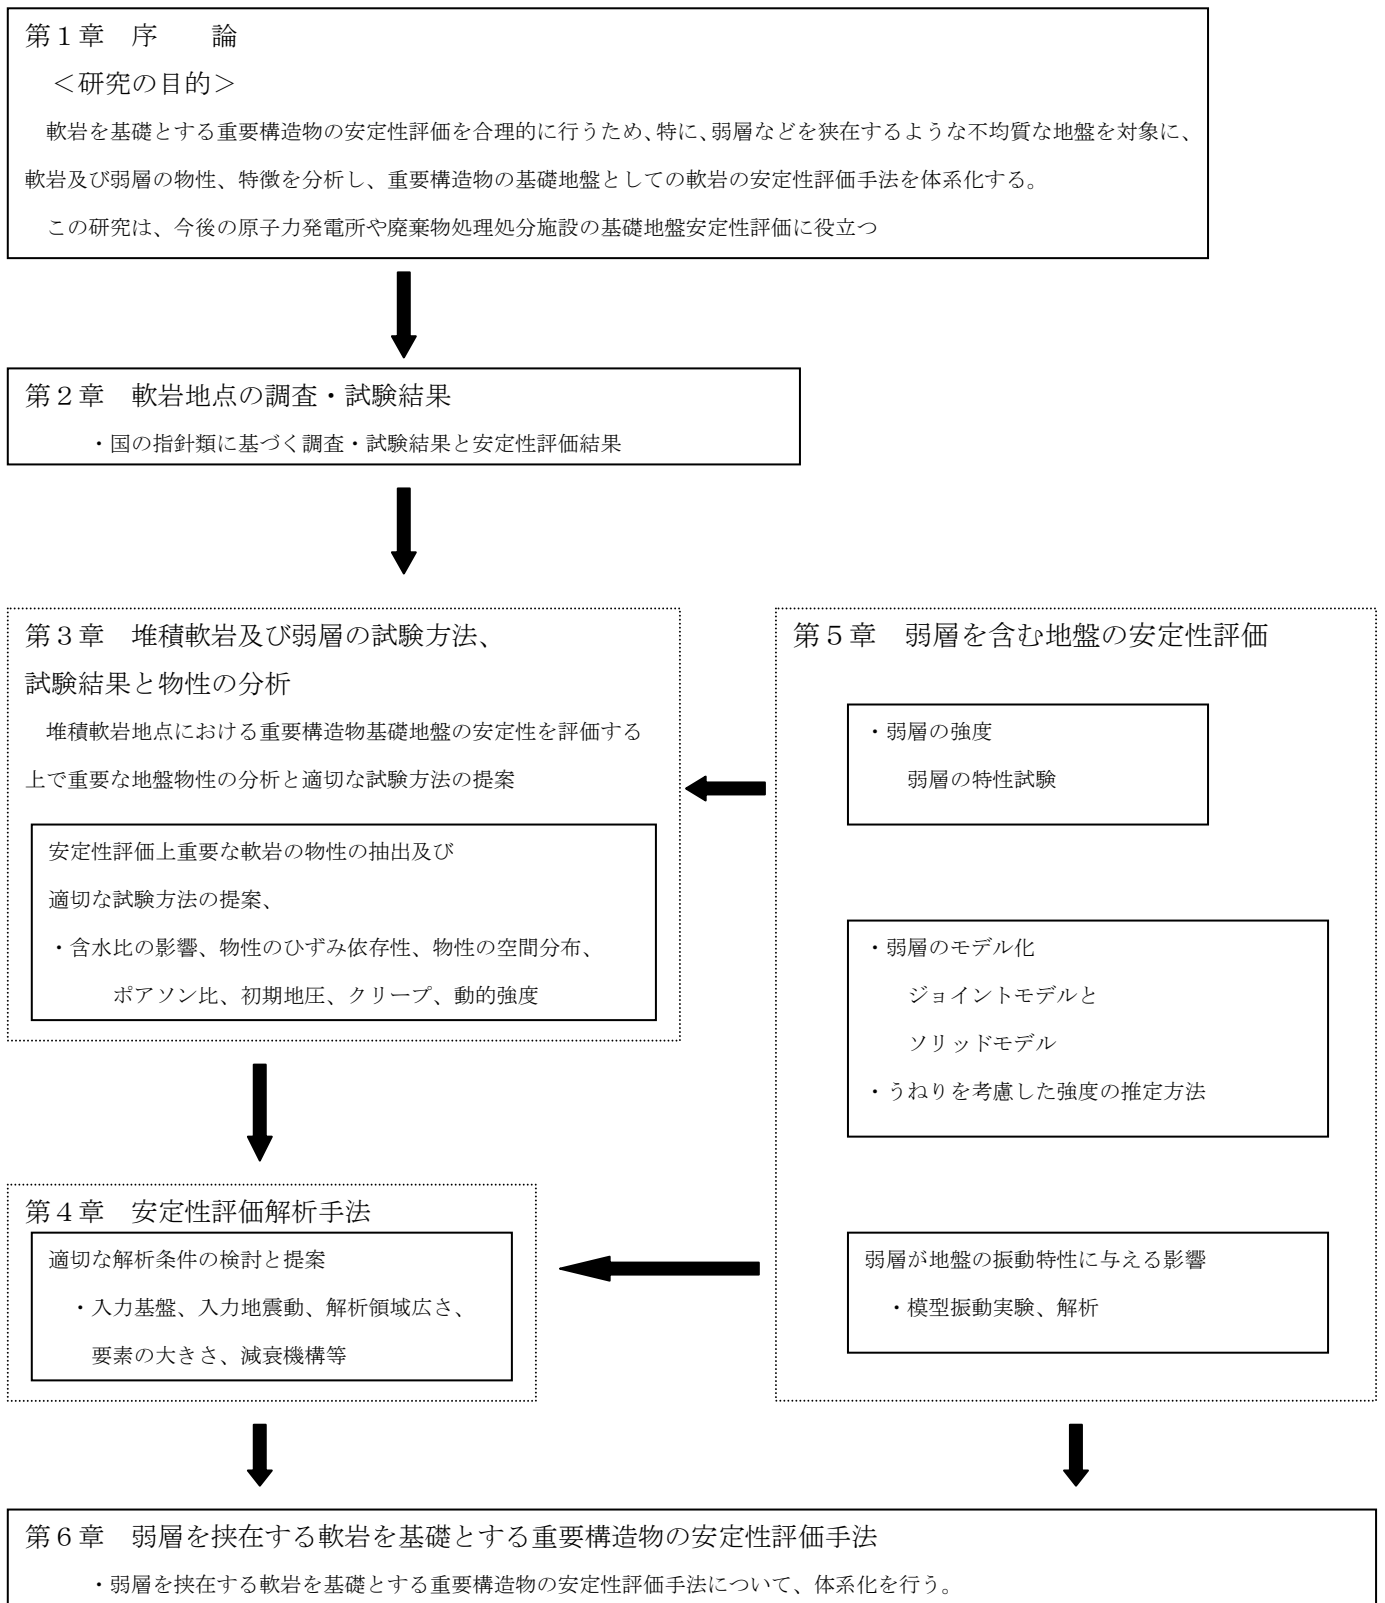 第１章　序　　論
＜研究の目的＞
軟岩を基礎とする重要構造物の安定性評価を合理的に行うため、特に、弱層などを狭在するような不均質な地盤を対象に、
軟岩及び弱層の物性、特徴を分析し、重要構造物の基礎地盤としての軟岩の安定性評価手法を体系化する。
この研究は、今後の原子力発電所や廃棄物処理処分施設の基礎地盤安定性評価に役立つ
第２章　軟岩地点の調査・試験結果
・国の指針類に基づく調査・試験結果と安定性評価結果
第３章　堆積軟岩及び弱層の試験方法、
試験結果と物性の分析
堆積軟岩地点における重要構造物基礎地盤の安定性を評価する
上で重要な地盤物性の分析と適切な試験方法の提案
安定性評価上重要な軟岩の物性の抽出及び
適切な試験方法の提案、
・含水比の影響、物性のひずみ依存性、物性の空間分布、
ポアソン比、初期地圧、クリープ、動的強度
第４章　安定性評価解析手法
適切な解析条件の検討と提案
・入力基盤、入力地震動、解析領域広さ、
要素の大きさ、減衰機構等
第５章　弱層を含む地盤の安定性評価
・弱層の強度
弱層の特性試験
・弱層のモデル化
ジョイントモデルと
ソリッドモデル
・うねりを考慮した強度の推定方法
弱層が地盤の振動特性に与える影響
・模型振動実験、解析
第６章　弱層を挟在する軟岩を基礎とする重要構造物の安定性評価手法
・弱層を挟在する軟岩を基礎とする重要構造物の安定性評価手法について、体系化を行う。